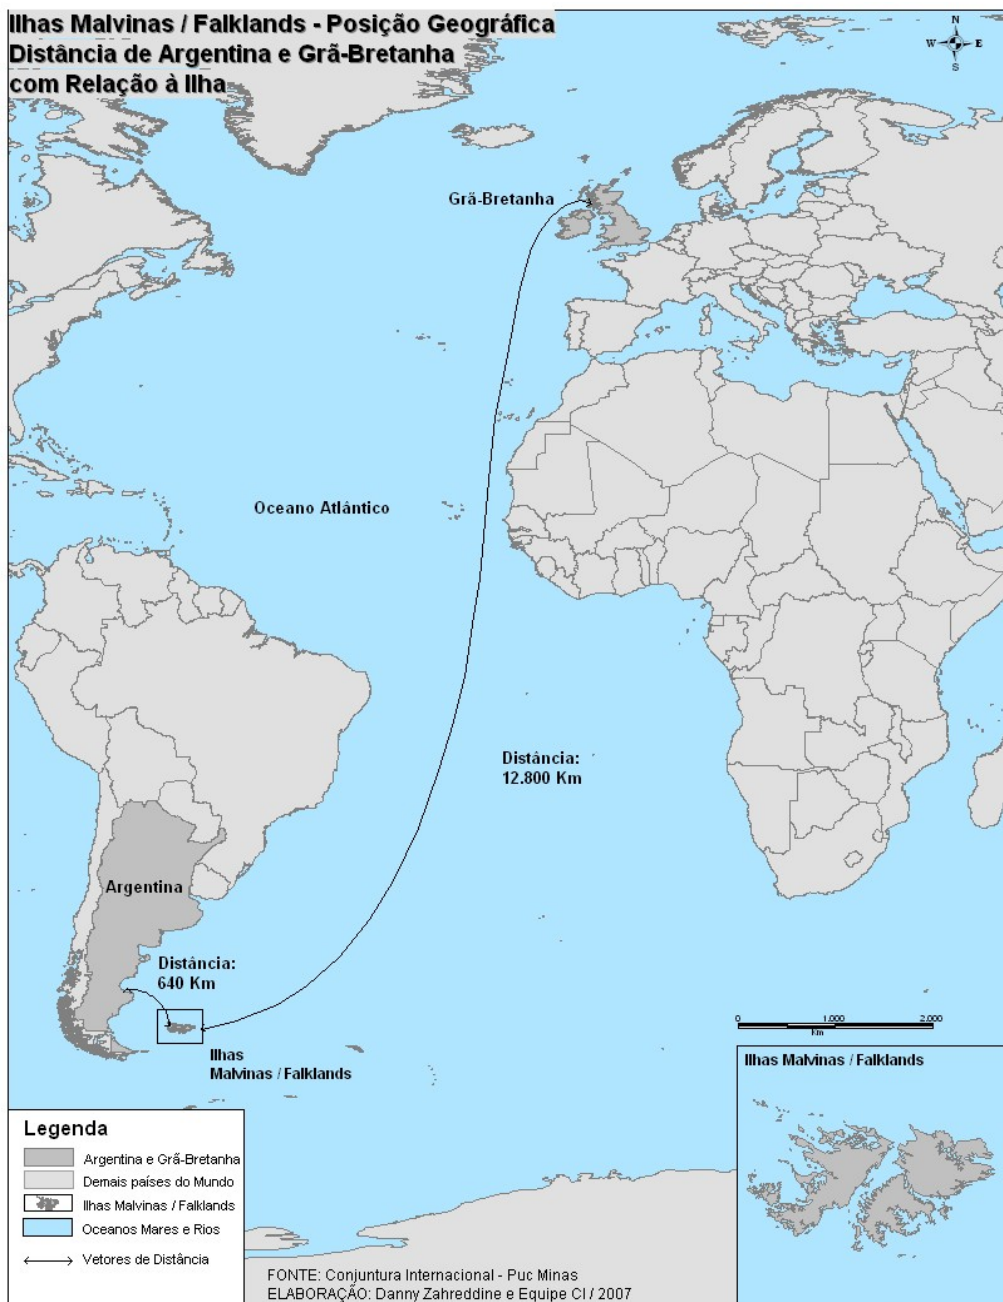 Ilhas Malvinas / Falklands - Posição Geográfica
Distância de Argentina e Grã-Bretanha
com Relação à Ilha
N
W
E
S
Grã-Bretanha
Oceano Atlântico
Distância:
12.800 Km
Argentina
Distância:
640 Km
Ilhas
Malvinas / Falklands
0
1.000
2.000
Km
Ilhas Malvinas / Falklands
Legenda
Argentina e Grã-Bretanha
Demais países do Mundo
Ilhas Malvinas / Falklands
Oceanos Mares e Rios
Vetores de Distância
FONTE: Conjuntura Internacional - Puc Minas
ELABORAÇÃO: Danny Zahreddine e Equipe CI / 2007